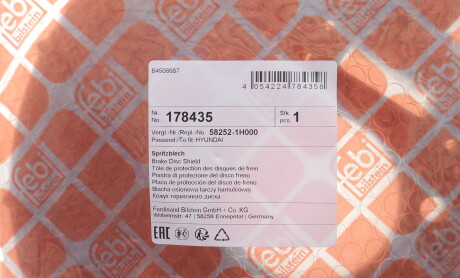 febi
bilstein
B4508687
4 054224 784358
Nr.
No. 178435
Stk.
pcs. 1
Vergl.-Nr./Repl.-No. 58252-1H000
Passend/To fit: HYUNDAI
Spritzblech
Brake Disc Shield
Tôle de protection des disques de frein
Piastra di protezione del disco freno
Placa de protección del disco de freno
Blacha osłonowa tarczy hamulcowej
Кожух тормозного диска
Ferdinand Bilstein GmbH + Co. KG
Wilhelmstr. 47 | 58256 Ennepetal | Germany
EAC